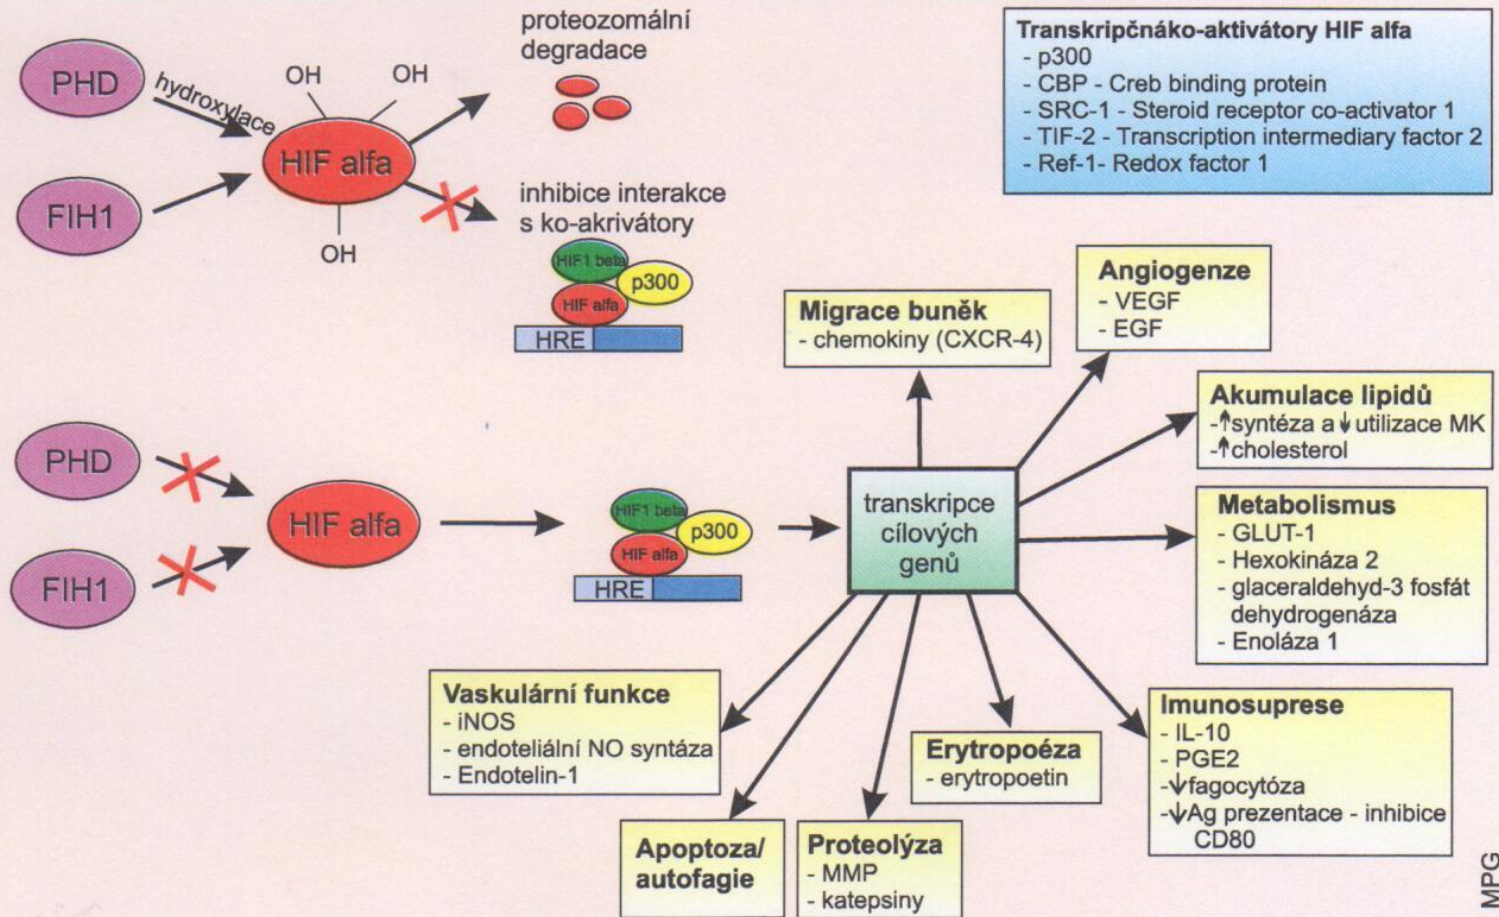 proteozomální
degradace
PHD
hydroxylace
OH
OH
HIF alfa
FIH1
OH
inhibice interakce
s ko-akrivátory
HIF1 beta
p300
HIF alfa
HRE
Transkripčnáko-aktivátory HIF alfa
- p300
- CBP - Creb binding protein
- SRC-1 - Steroid receptor co-activator 1
- TIF-2 - Transcription intermediary factor 2
- Ref-1- Redox factor 1
PHD
FIH1
HIF alfa
HIF1 beta
p300
HIF alfa
HRE
transkripce
cílových
genů
Migrace buněk
- chemokiny (CXCR-4)
Angiogenze
- VEGF
- EGF
Akumulace lipidů
-↑syntéza a↓utilizace MK
-↑cholesterol
Metabolismus
- GLUT-1
- Hexokináza 2
- glaceraldehyd-3 fosfát
dehydrogenáza
- Enoláza 1
Imunosuprese
- IL-10
- PGE2
-↓fagocytóza
-↓Ag prezentace - inhibice
CD80
Erytropoéza
- erytropoetin
Proteolýza
- MMP
- katepsiny
Apoptoza/
autofagie
Vaskulární funkce
- iNOS
- endoteliální NO syntáza
- Endotelin-1
MPG